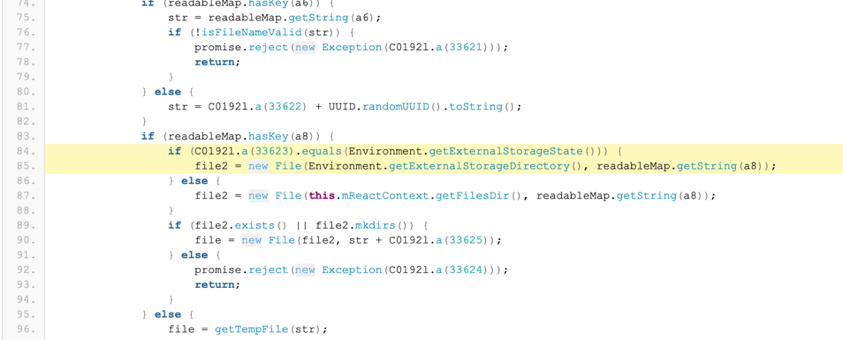 74. if (readableMap.hasKey(a6)) {
75. str = readableMap.getString(a6);
76. if (!isFileNameValid(str)) {
77. promise.reject(new Exception(C0192l.a(33621)));
78. return;
79. }
80. } else {
81. str = C0192l.a(33622) + UUID.randomUUID().toString();
82. }
83. if (readableMap.hasKey(a8)) {
84. if (C0192l.a(33623).equals(Environment.getExternalStorageState())) {
85. file2 = new File(Environment.getExternalStorageDirectory(), readableMap.getString(a8));
86. } else {
87. file2 = new File(this.mReactContext.getFilesDir(), readableMap.getString(a8));
88. }
89. if (file2.exists() || file2.mkdirs()) {
90. file = new File(file2, str + C0192l.a(33625));
91. } else {
92. promise.reject(new Exception(C0192l.a(33624)));
93. return;
94. }
95. } else {
96. file = getTempFile(str);